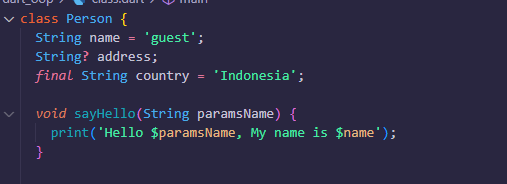 dart_oop > class.dart > main
class Person {
String name = 'guest';
String? address;
final String country = 'Indonesia';
void sayHello(String paramsName) {
print('Hello $paramsName, My name is $name');
}